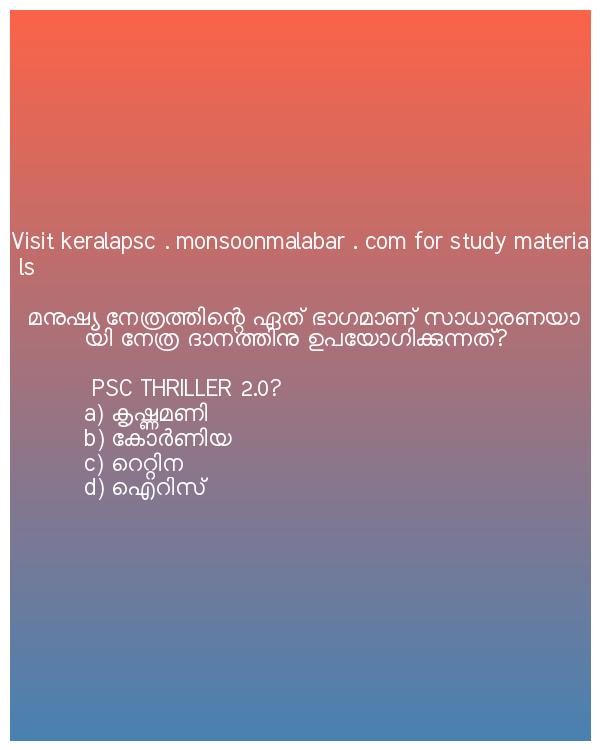 Visit keralapsc . monsoonmalabar . com for study materia
ls
മനുഷ്യ നേത്രത്തിന്റെ ഏത് ഭാഗമാണ് സാധാരണയാ
യി നേത്ര ദാനത്തിനു ഉപയോഗിക്കുന്നത്?
PSC THRILLER 2.0?
a) കൃഷ്ണമണി
b) കോർണിയ
c) റെറ്റിന
d) ഐറിസ്